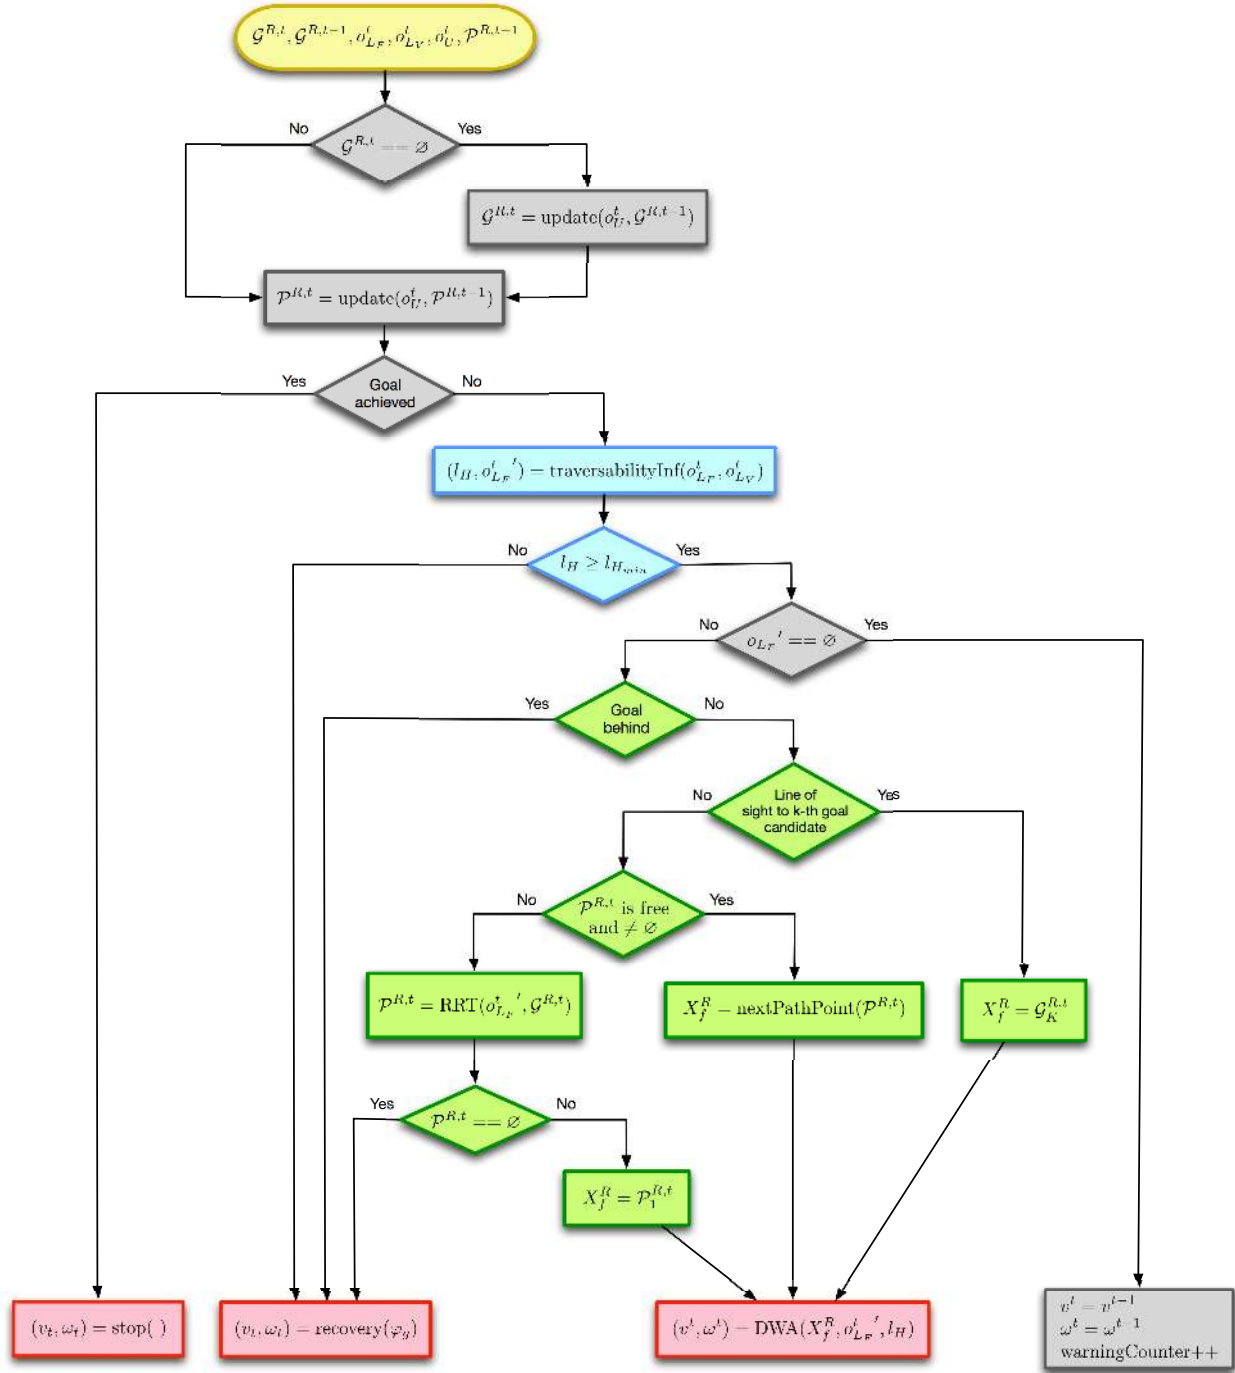 𝒢^{R,t}, 𝒢^{R,t−1}, o^t_{L_F}, o^t_{L_V}, o^t_U, 𝒫^{R,t−1}
No
Yes
𝒢^{R,t} == ∅
𝒢^{R,t} = update(o^t_U, 𝒢^{R,t−1})
𝒫^{R,t} = update(o^t_U, 𝒫^{R,t−1})
Yes
Goal
achieved
No
(l_H, o^t_{L_F}′) = traversabilityInf(o^t_{L_F}, o^t_{L_V})
No
l_H ≥ l_{H_{min}}
Yes
No
o_{L_F}′ == ∅
Yes
Yes
Goal
behind
No
No
Line of
sight to k-th goal
candidate
Yes
No
𝒫^{R,t} is free
and ≠ ∅
Yes
𝒫^{R,t} = RRT(o^t_{L_F}′, 𝒢^{R,t})
X^R_f = nextPathPoint(𝒫^{R,t})
X^R_f = 𝒢^{R,t}_K
Yes
𝒫^{R,t} == ∅
No
X^R_f = 𝒫^{R,t}_1
(v_t, ω_t) = stop( )
(v_t, ω_t) = recovery(φ_g)
(v^t, ω^t) = DWA(X^R_f, o^t_{L_F}′, l_H)
v^t = v^{t−1}
ω^t = ω^{t−1}
warningCounter++